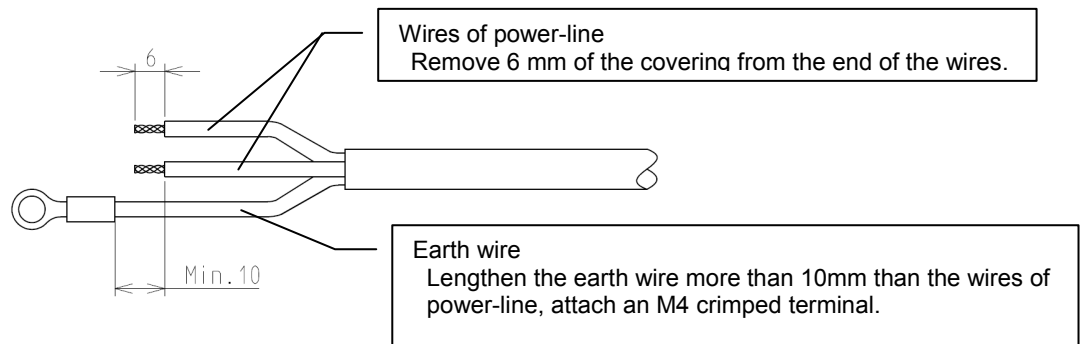 Wires of power-line
Remove 6 mm of the covering from the end of the wires.
6
Earth wire
Lengthen the earth wire more than 10mm than the wires of
power-line, attach an M4 crimped terminal.
Min.10